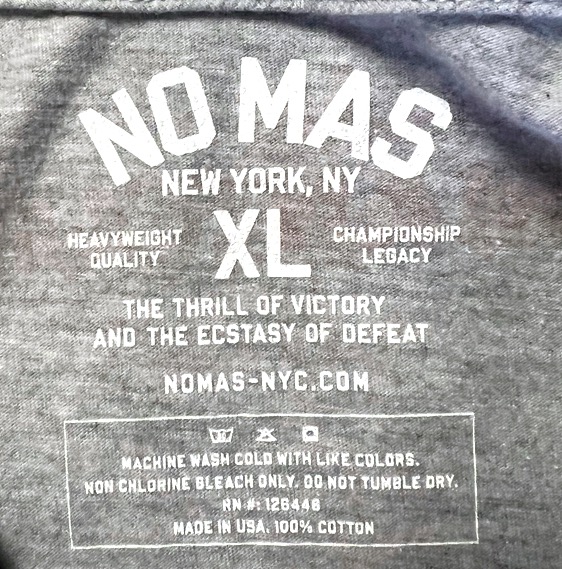 NO MAS
NEW YORK, NY
HEAVYWEIGHT QUALITY
XL
CHAMPIONSHIP LEGACY
THE THRILL OF VICTORY
AND THE ECSTASY OF DEFEAT
NOMAS-NYC.COM
MACHINE WASH COLD WITH LIKE COLORS.
NON CHLORINE BLEACH ONLY. DO NOT TUMBLE DRY.
RN #: 126446
MADE IN USA. 100% COTTON